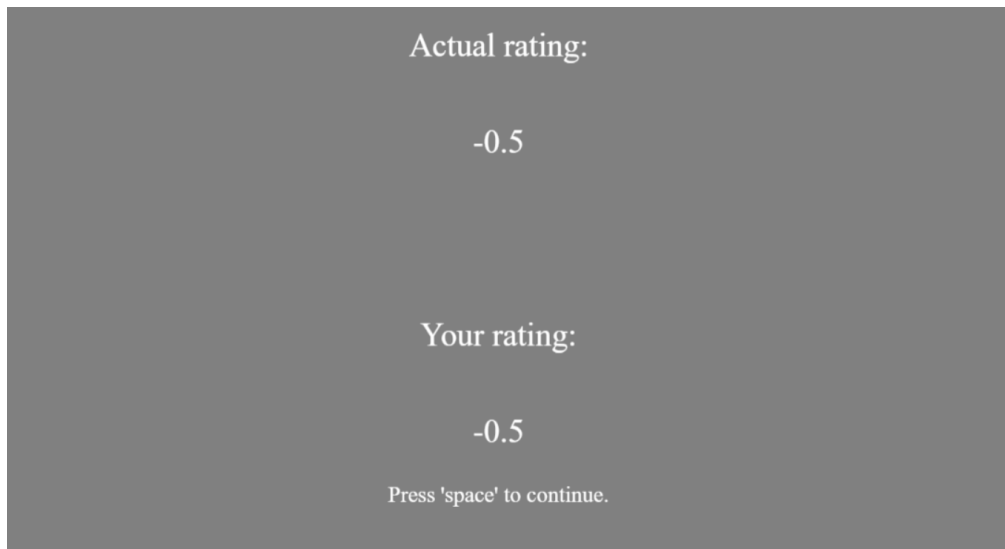 Actual rating:
-0.5
Your rating:
-0.5
Press 'space' to continue.